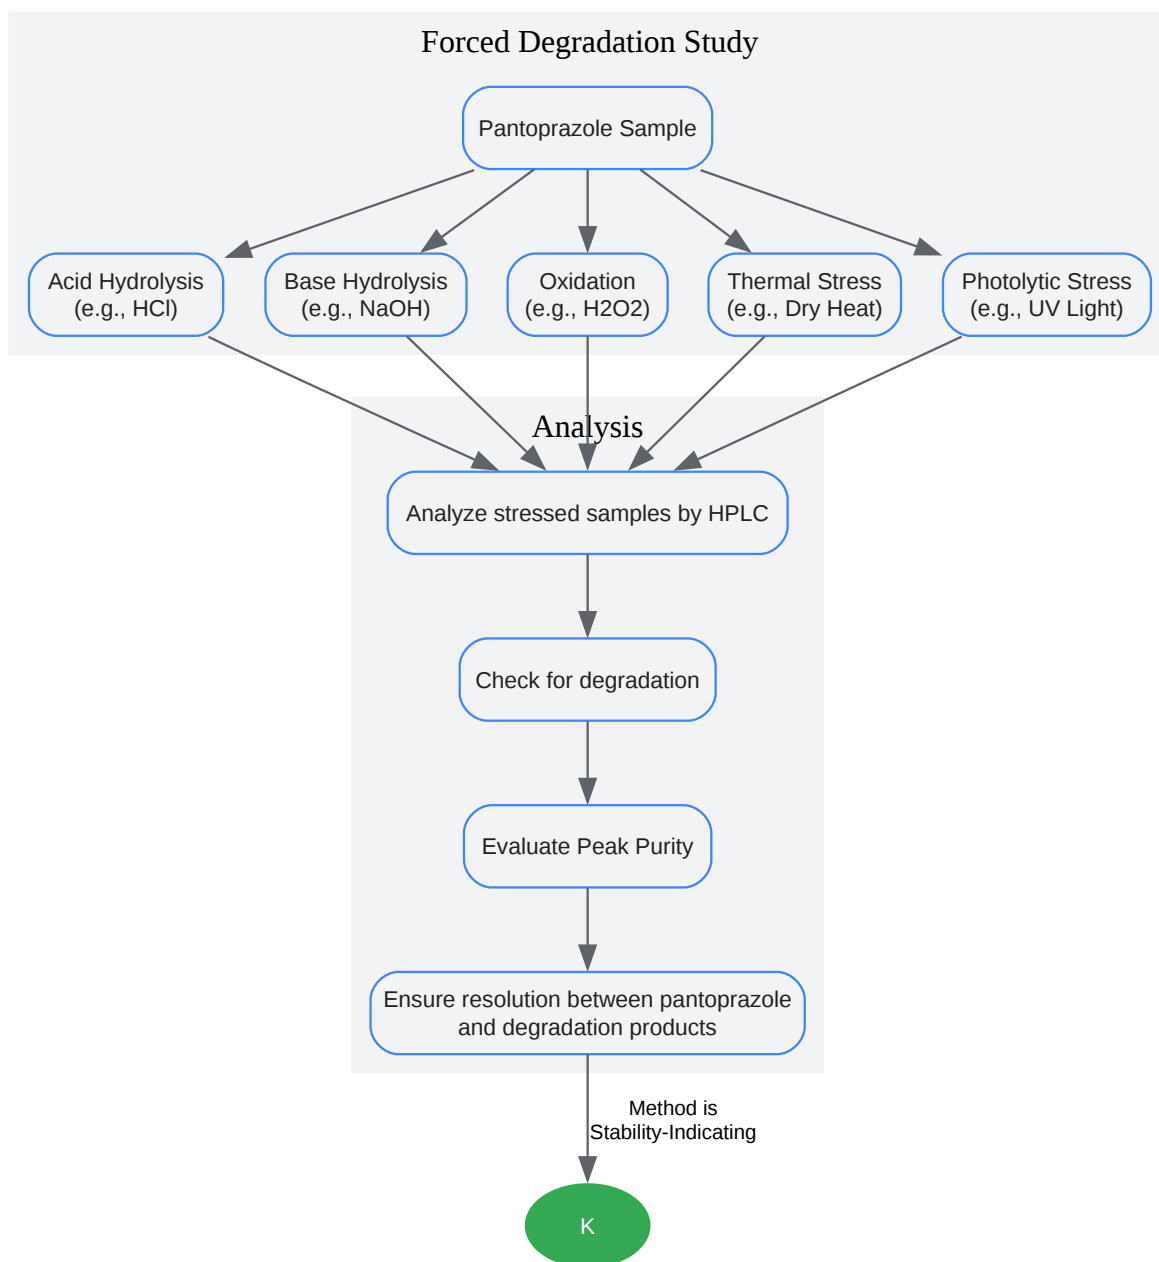 Forced Degradation Study
Pantoprazole Sample
Acid Hydrolysis
(e.g., HCl)
Base Hydrolysis
(e.g., NaOH)
Oxidation
(e.g., H2O2)
Thermal Stress
(e.g., Dry Heat)
Photolytic Stress
(e.g., UV Light)
Analysis
Analyze stressed samples by HPLC
Check for degradation
Evaluate Peak Purity
Ensure resolution between pantoprazole
and degradation products
Method is
Stability-Indicating
K